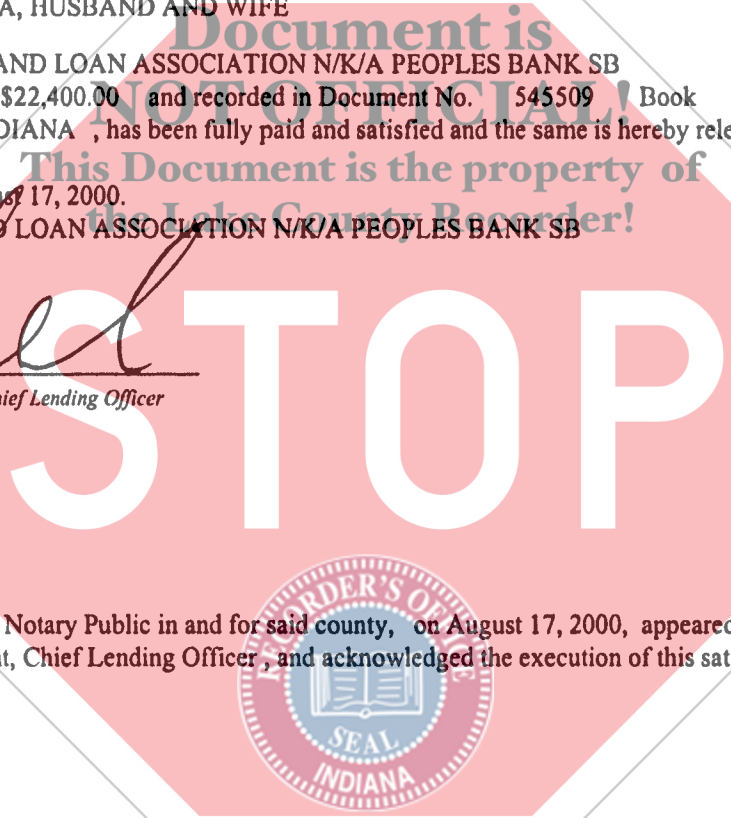 A, HUSBAND AND WIFE
Document is
AND LOAN ASSOCIATION N/K/A PEOPLES BANK SB
$22,400.00 and recorded in Document No. 545509 Book
NOT OFFICIAL!
DIANA , has been fully paid and satisfied and the same is hereby rele
This Document is the property of
ust 17, 2000.
the Lake County Recorder!
LOAN ASSOCIATION N/K/A PEOPLES BANK SB
hief Lending Officer
STOP
RECORDER'S OFFICE
Notary Public in and for said county, on August 17, 2000, appeared
t, Chief Lending Officer , and acknowledged the execution of this sat
SEAL
INDIANA